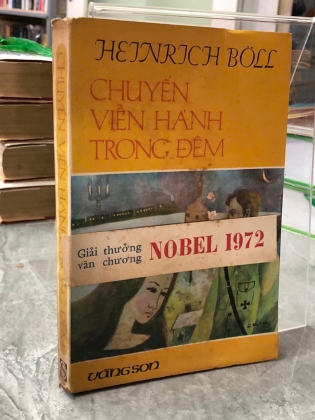 HEINRICH BÖLL
CHUYẾN
VIỄN HÀNH
TRONG ĐÊM
Giải thưởng
văn chương
NOBEL 1972
VÀNG SON